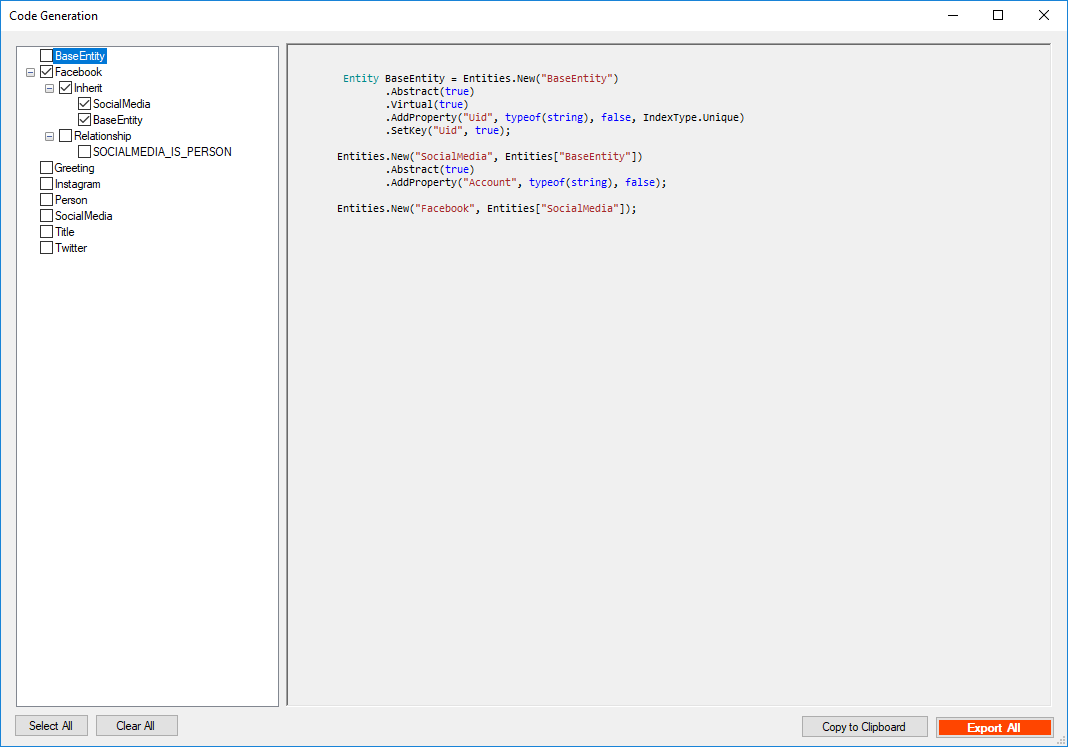 Code Generation
BaseEntity
Facebook
Inherit
SocialMedia
BaseEntity
Relationship
SOCIALMEDIA_IS_PERSON
Greeting
Instagram
Person
SocialMedia
Title
Twitter
Entity BaseEntity = Entities.New("BaseEntity")
.Abstract(true)
.Virtual(true)
.AddProperty("Uid", typeof(string), false, IndexType.Unique)
.SetKey("Uid", true);
Entities.New("SocialMedia", Entities["BaseEntity"])
.Abstract(true)
.AddProperty("Account", typeof(string), false);
Entities.New("Facebook", Entities["SocialMedia"]);
Select All
Clear All
Copy to Clipboard
Export All